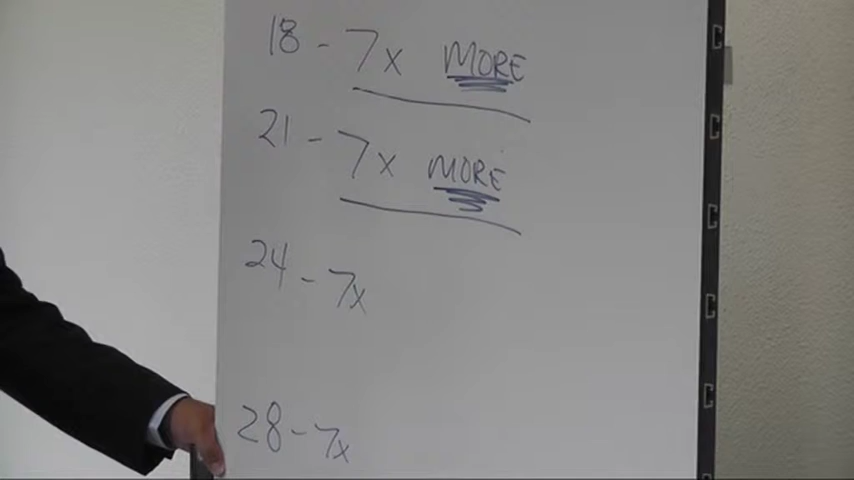 18 - 7x MORE
21 - 7x MORE
24 - 7x
28 - 7x